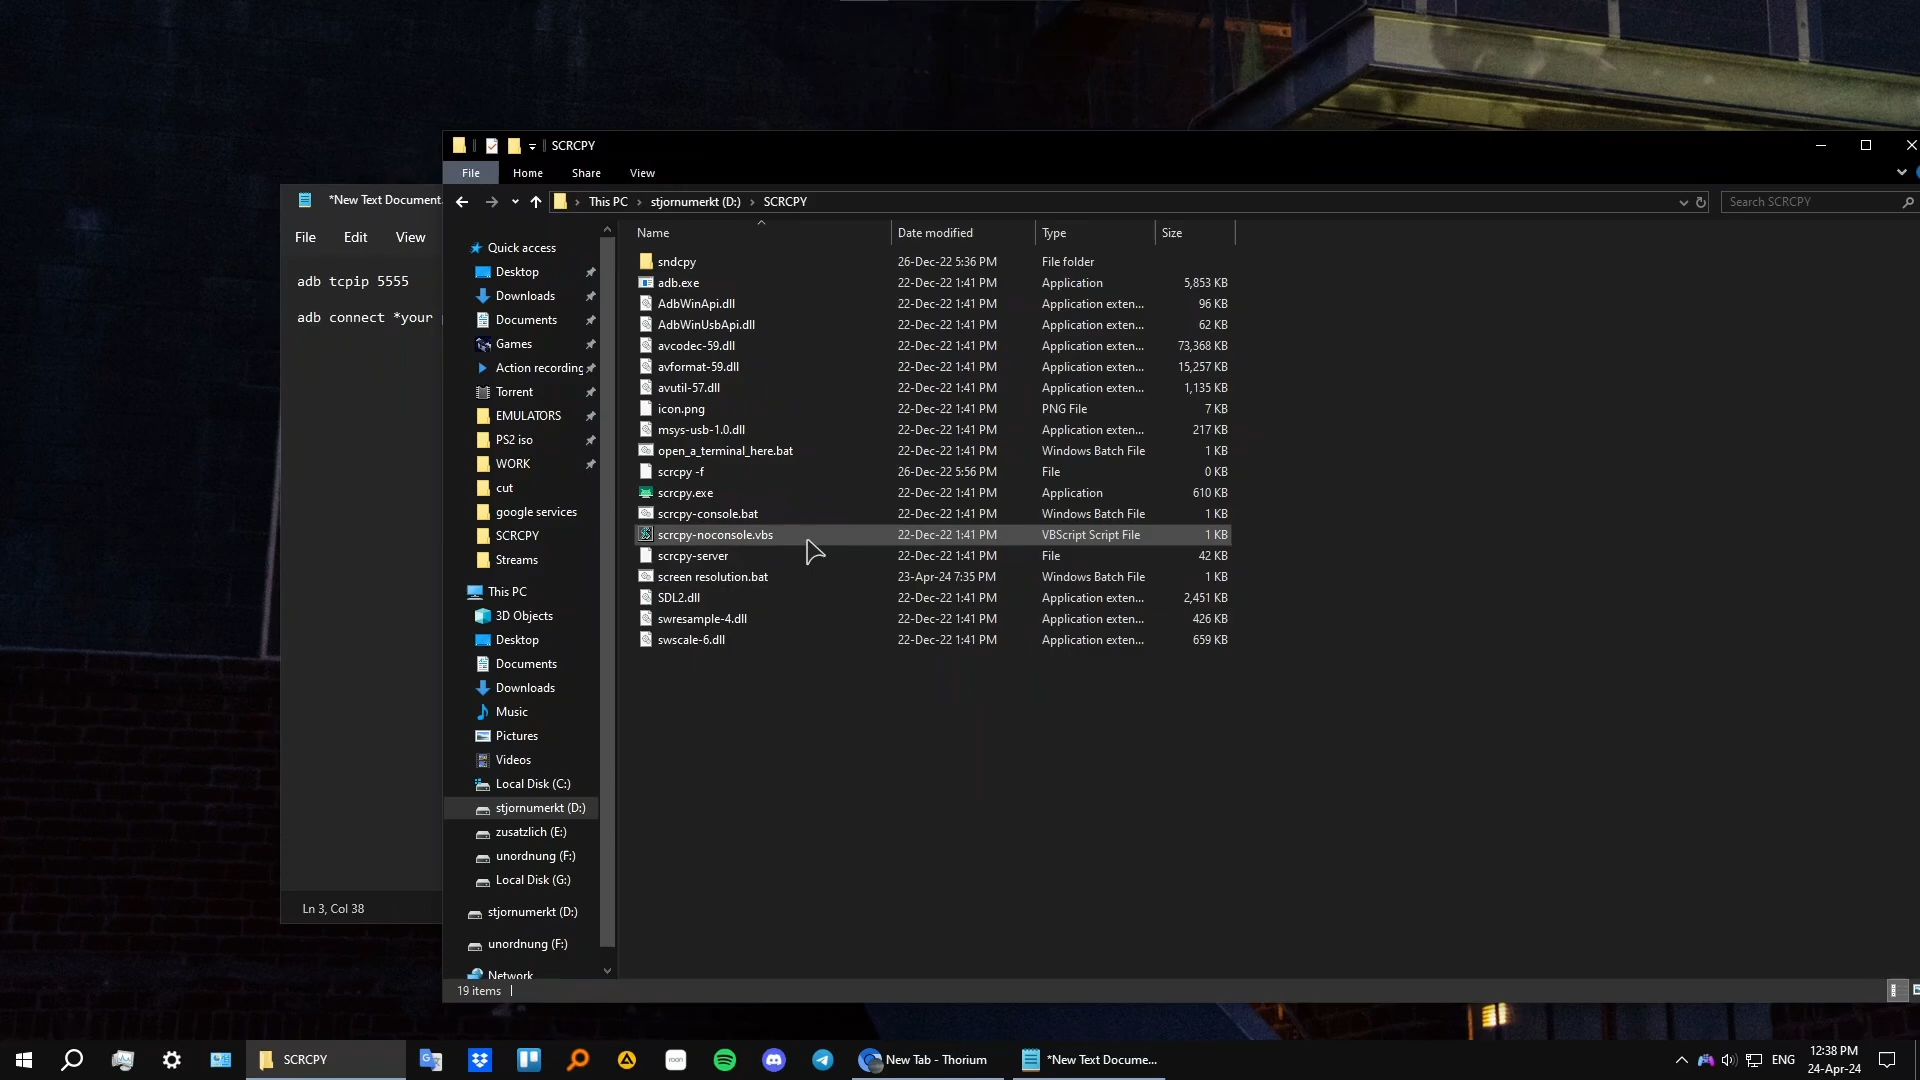 SCRCPY
File Home Share View
This PC stjornumerkt (D:) SCRCPY
Search SCRCPY
*New Text Document
File Edit View
adb tcpip 5555
adb connect *your
Ln 3, Col 38
Quick access
Desktop
Downloads
Documents
Games
Action recording
Torrent
EMULATORS
PS2 iso
WORK
cut
google services
SCRCPY
Streams
This PC
3D Objects
Desktop
Documents
Downloads
Music
Pictures
Videos
Local Disk (C:)
stjornumerkt (D:)
zusatzlich (E:)
unordnung (F:)
Local Disk (G:)
stjornumerkt (D:)
unordnung (F:)
Network
Name Date modified Type Size
sndcpy 26-Dec-22 5:36 PM File folder
adb.exe 22-Dec-22 1:41 PM Application 5,853 KB
AdbWinApi.dll 22-Dec-22 1:41 PM Application exten... 96 KB
AdbWinUsbApi.dll 22-Dec-22 1:41 PM Application exten... 62 KB
avcodec-59.dll 22-Dec-22 1:41 PM Application exten... 73,368 KB
avformat-59.dll 22-Dec-22 1:41 PM Application exten... 15,257 KB
avutil-57.dll 22-Dec-22 1:41 PM Application exten... 1,135 KB
icon.png 22-Dec-22 1:41 PM PNG File 7 KB
msys-usb-1.0.dll 22-Dec-22 1:41 PM Application exten... 217 KB
open_a_terminal_here.bat 22-Dec-22 1:41 PM Windows Batch File 1 KB
scrcpy -f 26-Dec-22 5:56 PM File 0 KB
scrcpy.exe 22-Dec-22 1:41 PM Application 610 KB
scrcpy-console.bat 22-Dec-22 1:41 PM Windows Batch File 1 KB
scrcpy-noconsole.vbs 22-Dec-22 1:41 PM VBScript Script File 1 KB
scrcpy-server 22-Dec-22 1:41 PM File 42 KB
screen resolution.bat 23-Apr-24 7:35 PM Windows Batch File 1 KB
SDL2.dll 22-Dec-22 1:41 PM Application exten... 2,451 KB
swresample-4.dll 22-Dec-22 1:41 PM Application exten... 426 KB
swscale-6.dll 22-Dec-22 1:41 PM Application exten... 659 KB
19 items
SCRCPY
roon
New Tab - Thorium
*New Text Docume...
ENG
12:38 PM
24-Apr-24